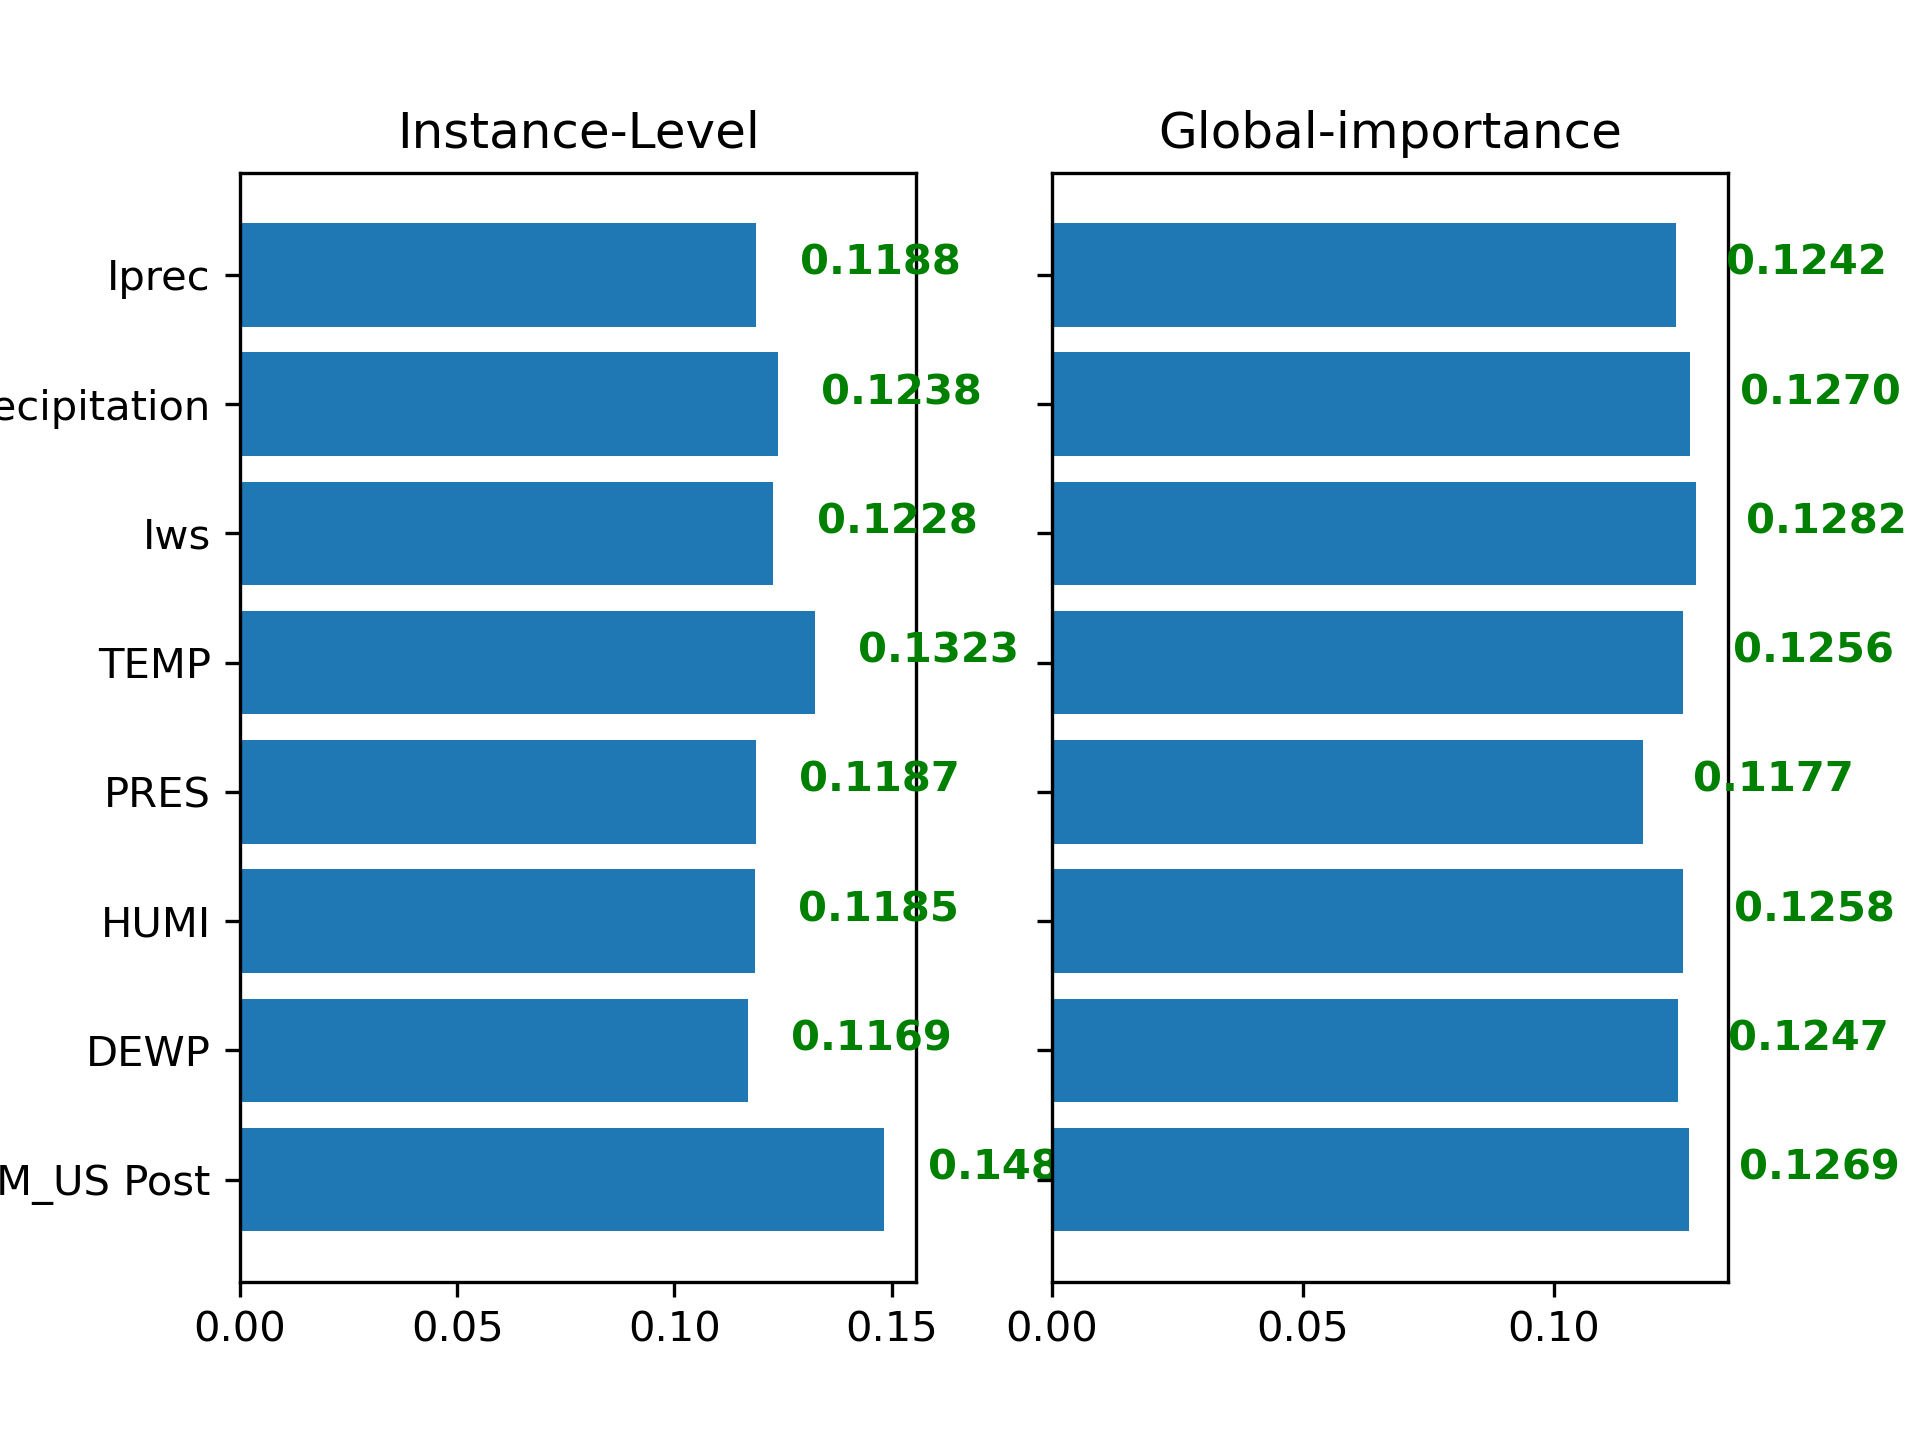 Instance-Level Global-importance
Iprec 0.1188 0.1242
ecipitation 0.1238 0.1270
Iws 0.1228 0.1282
TEMP 0.1323 0.1256
PRES 0.1187 0.1177
HUMI 0.1185 0.1258
DEWP 0.1169 0.1247
M_US Post 0.148 0.1269
0.00 0.05 0.10 0.15 0.00 0.05 0.10